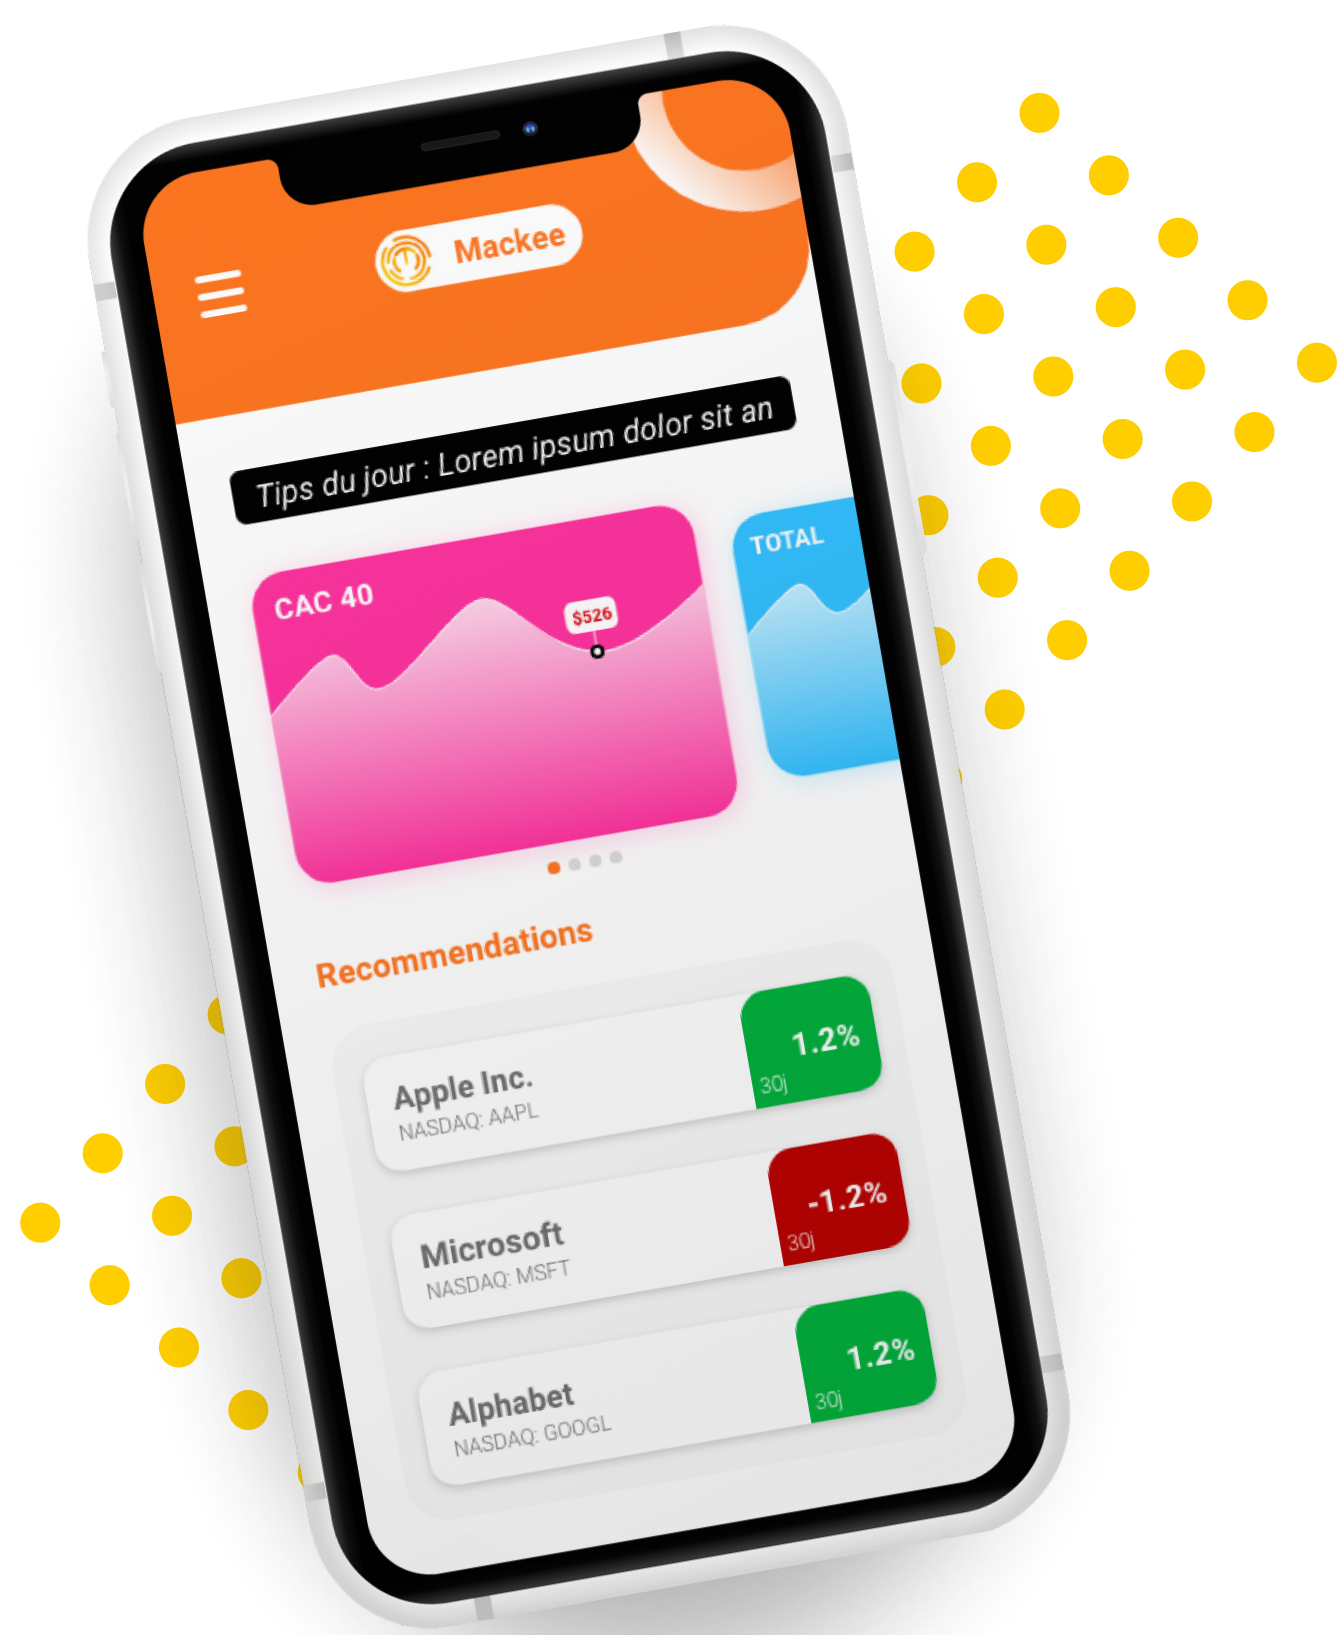 Mackee
Tips du jour : Lorem ipsum dolor sit an
CAC 40
$526
TOTAL
Recommendations
Apple Inc.
NASDAQ: AAPL
1.2%
30j
Microsoft
NASDAQ: MSFT
-1.2%
30j
Alphabet
NASDAQ: GOOGL
1.2%
30j